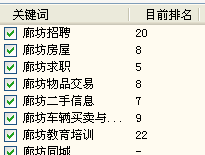 关键词 目前排名
廊坊招聘 20
廊坊房屋 8
廊坊求职 5
廊坊物品交易 8
廊坊二手信息 7
廊坊车辆买卖与... 9
廊坊教育培训 22
廊坊同城 -